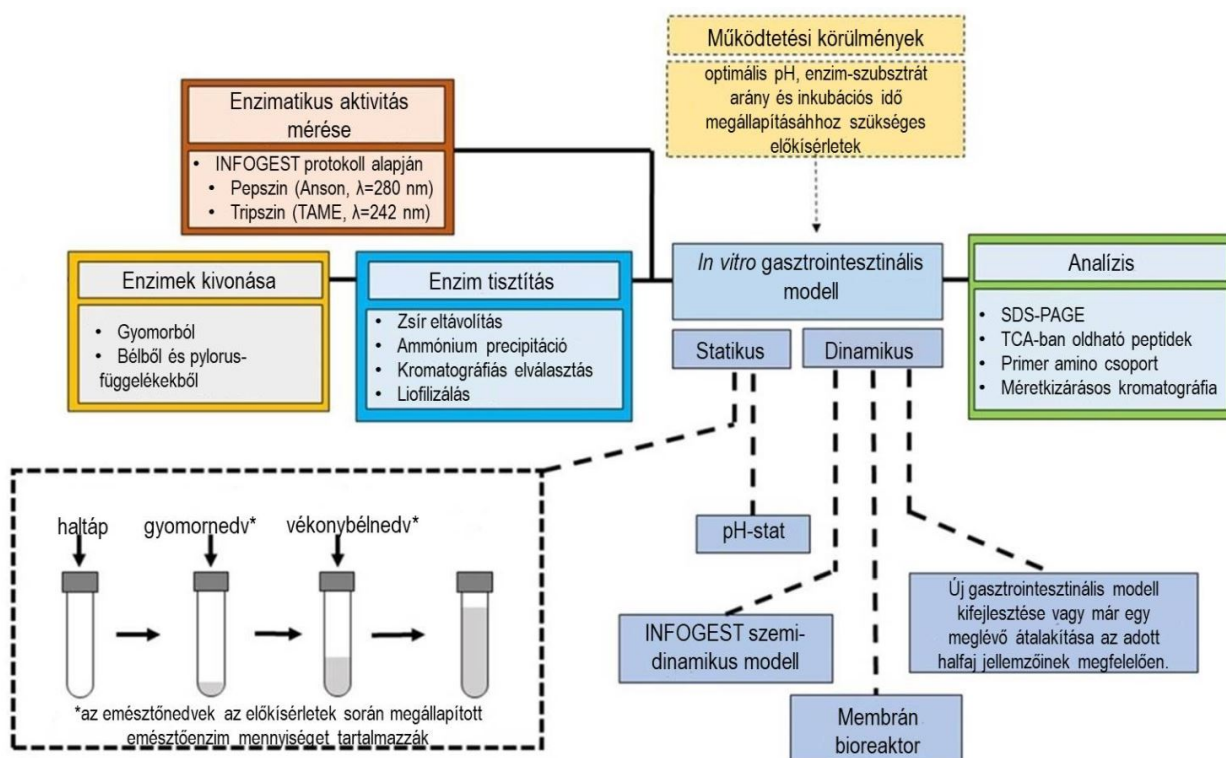 Működtetési körülmények
optimális pH, enzim-szubsztrát
arány és inkubációs idő
megállapításáhhoz szükséges
előkísérletek
Enzimatikus aktivitás
mérése
• INFOGEST protokoll alapján
• Pepszin (Anson, λ=280 nm)
• Tripszin (TAME, λ=242 nm)
Enzimek kivonása
• Gyomorból
• Bélből és pylorus-
függelékekből
Enzim tisztítás
• Zsír eltávolítás
• Ammónium precipitáció
• Kromatográfiás elválasztás
• Liofilizálás
In vitro gasztrointesztinális
modell
Analízis
• SDS-PAGE
• TCA-ban oldható peptidek
• Primer amino csoport
• Méretkizárásos kromatográfia
Statikus
Dinamikus
haltáp
gyomornedv*
vékonybélnedv*
*az emésztőnedvek az előkísérletek során megállapított
emésztőenzim mennyiséget tartalmazzák
pH-stat
INFOGEST szemi-
dinamikus modell
Membrán
bioreaktor
Új gasztrointesztinális modell
kifejlesztése vagy már egy
meglévő átalakítása az adott
halfaj jellemzőinek megfelelően.